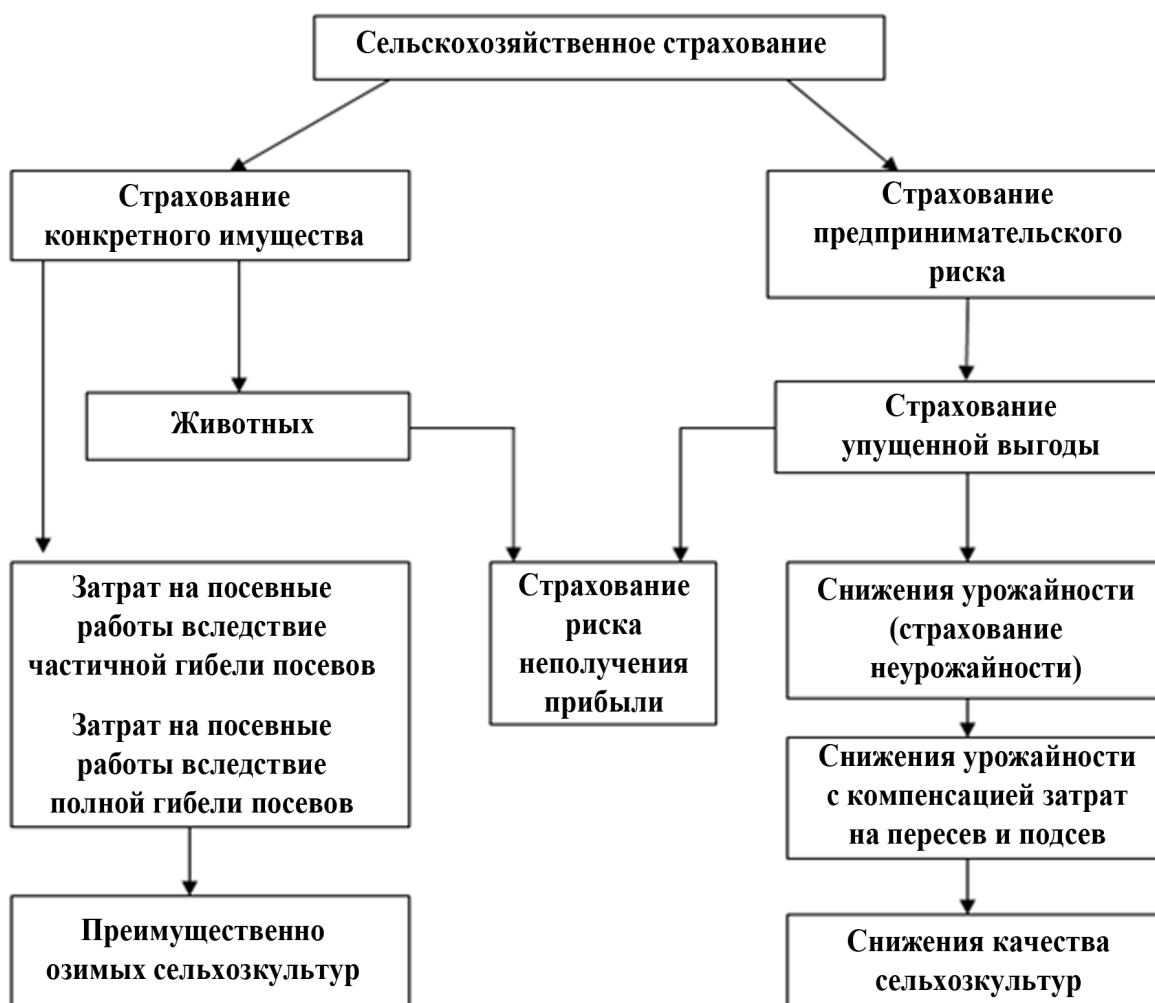 Сельскохозяйственное страхование
Страхование
конкретного имущества
Страхование
предпринимательского
риска
Животных
Страхование
упущенной выгоды
Затрат на посевные
работы вследствие
частичной гибели посевов
Затрат на посевные
работы вследствие
полной гибели посевов
Страхование
риска
неполучения
прибыли
Снижения урожайности
(страхование
неурожайности)
Снижения урожайности
с компенсацией затрат
на пересев и подсев
Преимущественно
озимых сельхозкультур
Снижения качества
сельхозкультур